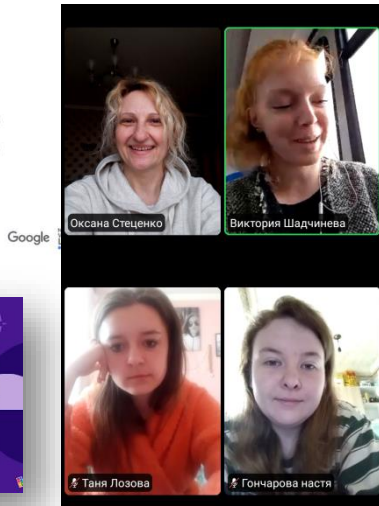 Google
Оксана Стеценко
Виктория Шадчинева
Таня Лозова
Гончарова настя